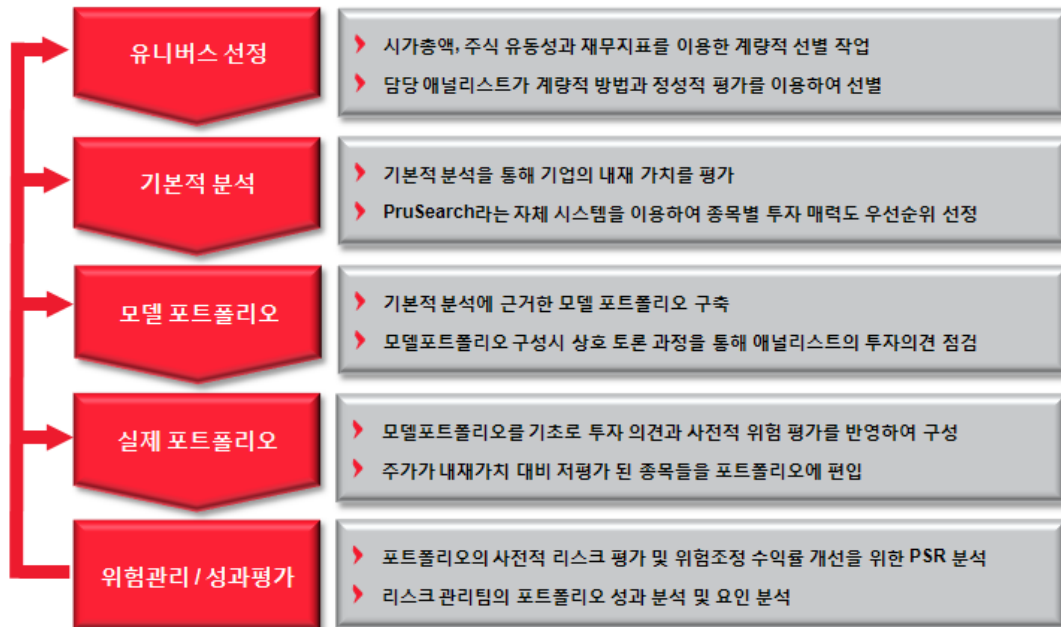 유니버스 선정
시가총액, 주식 유동성과 재무지표를 이용한 계량적 선별 작업
담당 애널리스트가 계량적 방법과 정성적 평가를 이용하여 선별
기본적 분석
기본적 분석을 통해 기업의 내재 가치를 평가
PruSearch라는 자체 시스템을 이용하여 종목별 투자 매력도 우선순위 선정
모델 포트폴리오
기본적 분석에 근거한 모델 포트폴리오 구축
모델포트폴리오 구성시 상호 토론 과정을 통해 애널리스트의 투자의견 점검
실제 포트폴리오
모델포트폴리오를 기초로 투자 의견과 사전적 위험 평가를 반영하여 구성
주가가 내재가치 대비 저평가 된 종목들을 포트폴리오에 편입
위험관리 / 성과평가
포트폴리오의 사전적 리스크 평가 및 위험조정 수익률 개선을 위한 PSR 분석
리스크 관리팀의 포트폴리오 성과 분석 및 요인 분석